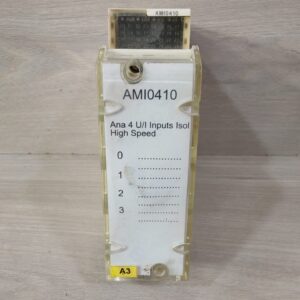 AMI0410
AMI0410
Ana 4 U/I Inputs Isol
High Speed
0
1
2
3
A3